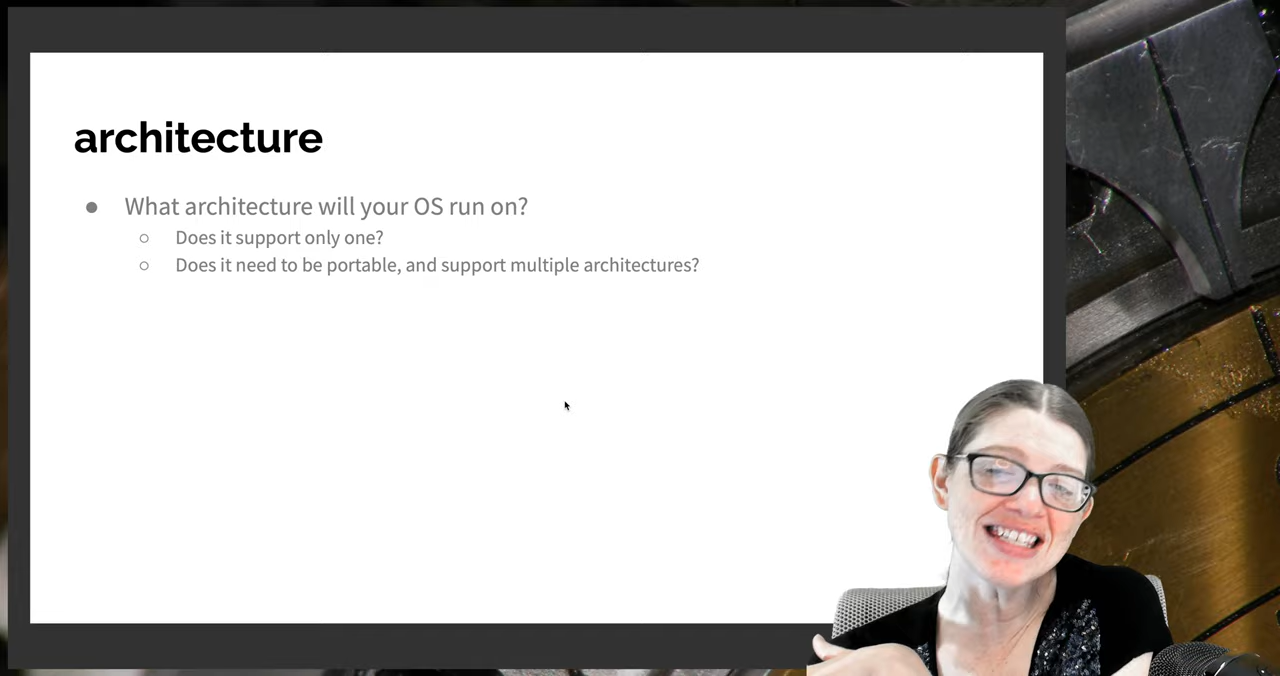 architecture
● What architecture will your OS run on?
○ Does it support only one?
○ Does it need to be portable, and support multiple architectures?